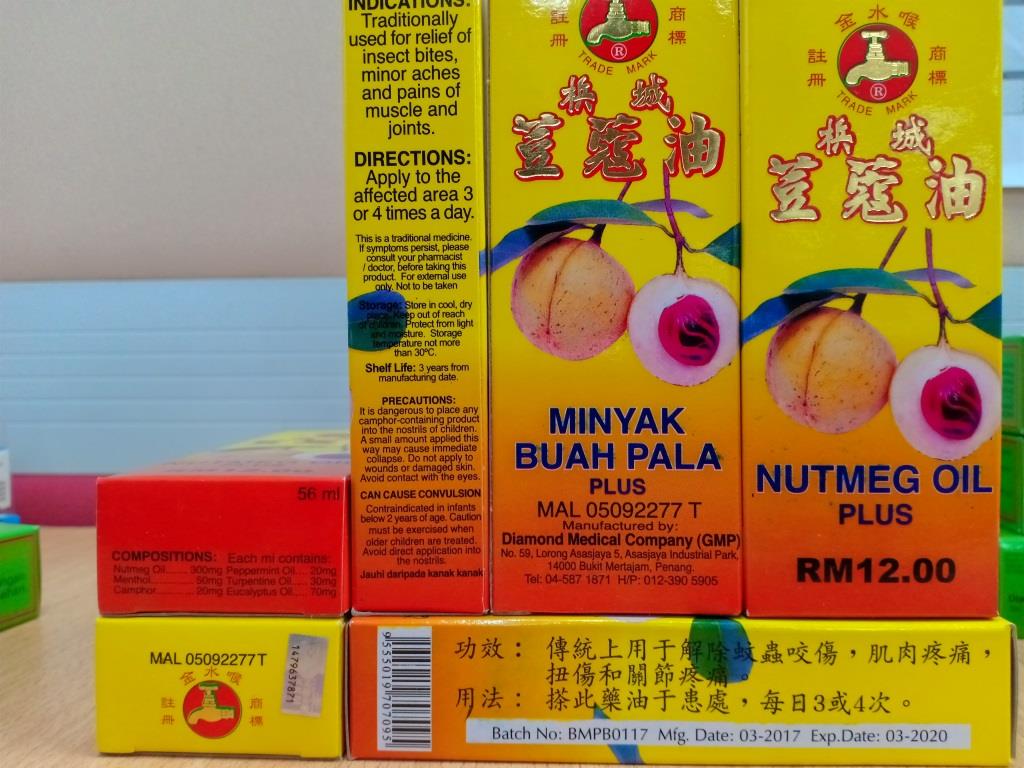 INDICATIONS:
Traditionally
used for relief of
insect bites,
minor aches
and pains of
muscle and
joints.
DIRECTIONS:
Apply to the
affected area 3
or 4 times a day.
This is a traditional medicine.
If symptoms persist, please
consult your pharmacist
/ doctor, before taking this
product. For external use
only. Not to be taken
Storage: Store in cool, dry
place. Keep out of reach
of children. Protect from light
and moisture. Storage
temperature not more
than 30ºC.
Shelf Life: 3 years from
manufacturing date.
PRECAUTIONS:
It is dangerous to place any
camphor-containing product
into the nostrils of children.
A small amount applied this
way may cause immediate
collapse. Do not apply to
wounds or damaged skin.
Avoid contact with the eyes.
CAN CAUSE CONVULSION
Contraindicated in infants
below 2 years of age. Caution
must be exercised when
older children are treated.
Avoid direct application into
the nostrils.
Jauhi daripada kanak kanak
註冊 商標
®
TRADE MARK
檳城
荳蔻油
MINYAK
BUAH PALA
PLUS
MAL 05092277 T
Manufactured by:
Diamond Medical Company (GMP)
No. 59, Lorong Asasjaya 5, Asasjaya Industrial Park,
14000 Bukit Mertajam, Penang.
Tel: 04-587 1871 H/P: 012-390 5905
金水喉
註冊 商標
®
TRADE MARK
檳城
荳蔻油
NUTMEG OIL
PLUS
RM12.00
56 ml
COMPOSITIONS: Each ml contains:
Nutmeg Oil...... 300mg Peppermint Oil... 20mg
Menthol............ 50mg Turpentine Oil.... 30mg
Camphor.......... 20mg Eucalyptus Oil.... 70mg
MAL 05092277 T
金水喉
註冊 商標
1479637871
9555019707095
功效： 傳統上用于解除蚊蟲咬傷，肌肉疼痛，
扭傷和關節疼痛。
用法： 搽此藥油于患處，每日3或4次。
Batch No: BMPB0117 Mfg. Date: 03-2017 Exp.Date: 03-2020